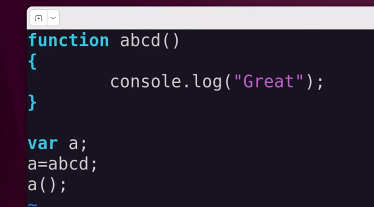 function abcd()
{
        console.log("Great");
}

var a;
a=abcd;
a();
~